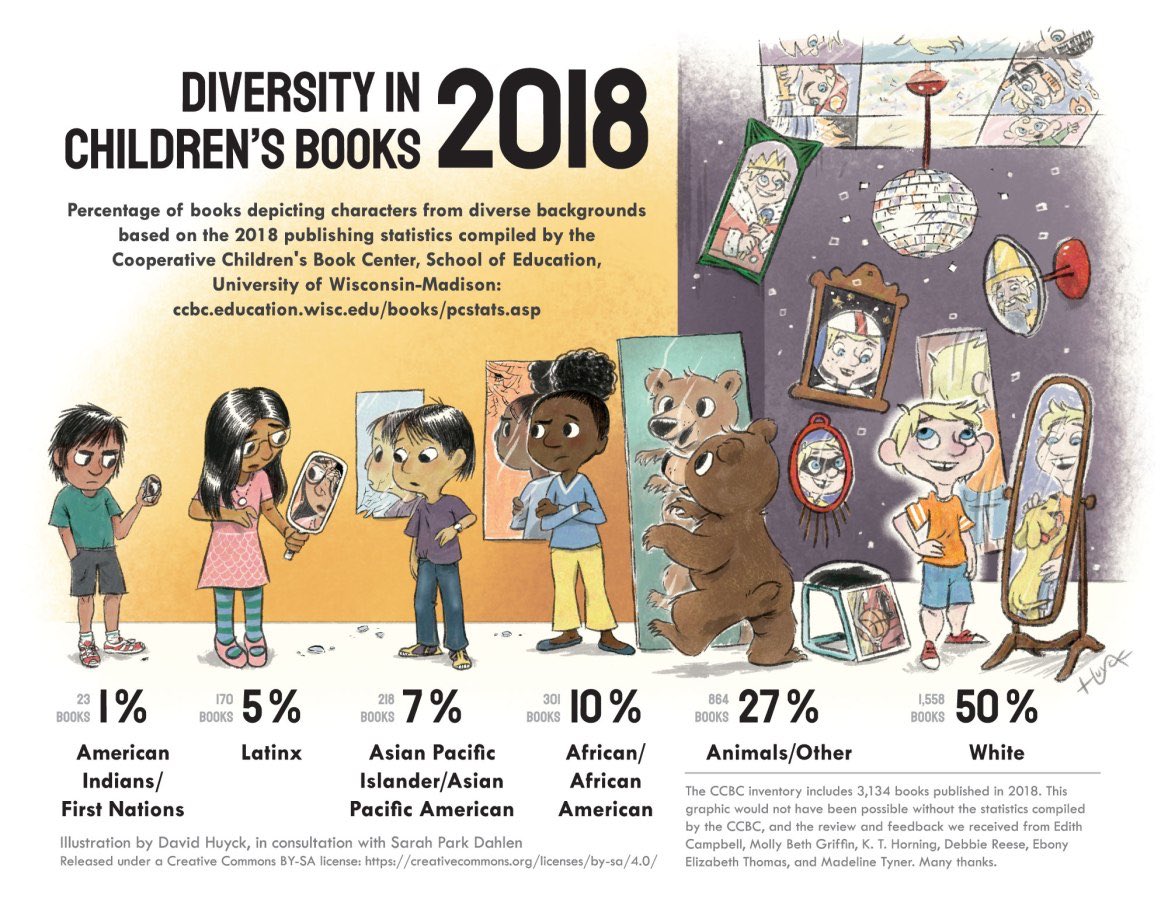 DIVERSITY IN
CHILDREN'S BOOKS
2018
Percentage of books depicting characters from diverse backgrounds
based on the 2018 publishing statistics compiled by the
Cooperative Children's Book Center, School of Education,
University of Wisconsin-Madison:
ccbc.education.wisc.edu/books/pcstats.asp
Huyck
23
BOOKS
1%
American
Indians/
First Nations
170
BOOKS
5%
Latinx
218
BOOKS
7%
Asian Pacific
Islander/Asian
Pacific American
301
BOOKS
10%
African/
African
American
864
BOOKS
27%
Animals/Other
1,558
BOOKS
50%
White
Illustration by David Huyck, in consultation with Sarah Park Dahlen
Released under a Creative Commons BY-SA license: https://creativecommons.org/licenses/by-sa/4.0/
The CCBC inventory includes 3,134 books published in 2018. This
graphic would not have been possible without the statistics compiled
by the CCBC, and the review and feedback we received from Edith
Campbell, Molly Beth Griffin, K. T. Horning, Debbie Reese, Ebony
Elizabeth Thomas, and Madeline Tyner. Many thanks.